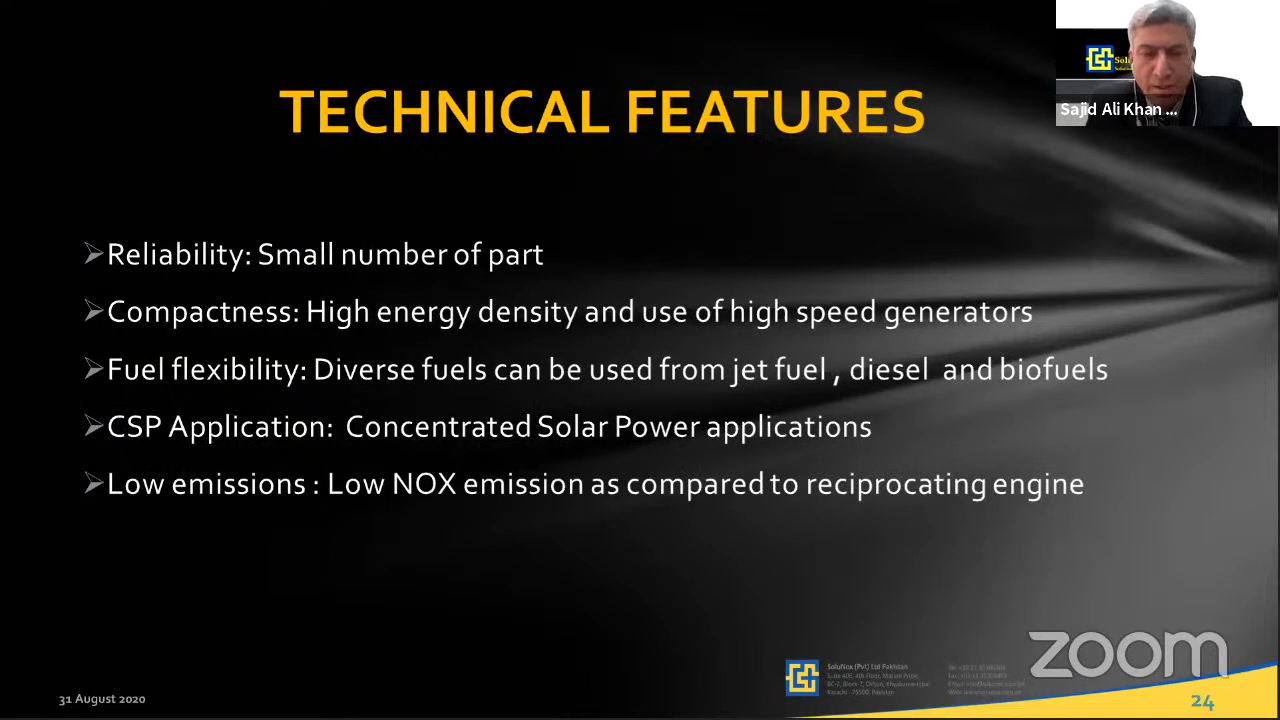 TECHNICAL FEATURES
Sajid Ali Khan ...
➢Reliability: Small number of part
➢Compactness: High energy density and use of high speed generators
➢Fuel flexibility: Diverse fuels can be used from jet fuel , diesel and biofuels
➢CSP Application: Concentrated Solar Power applications
➢Low emissions : Low NOX emission as compared to reciprocating engine
zoom
SoluNox (Pvt) Ltd Pakistan
Karachi - 75500, Pakistan
31 August 2020
24